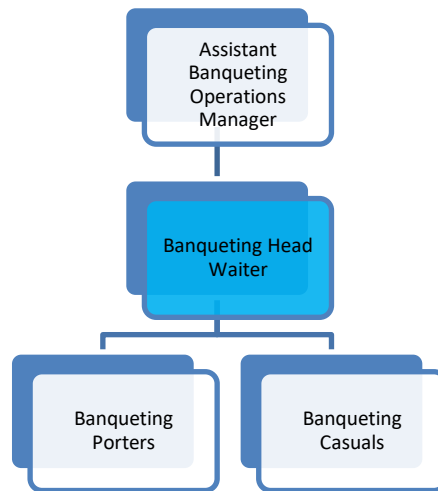 Assistant
Banqueting
Operations
Manager
Banqueting Head
Waiter
Banqueting
Porters
Banqueting
Casuals